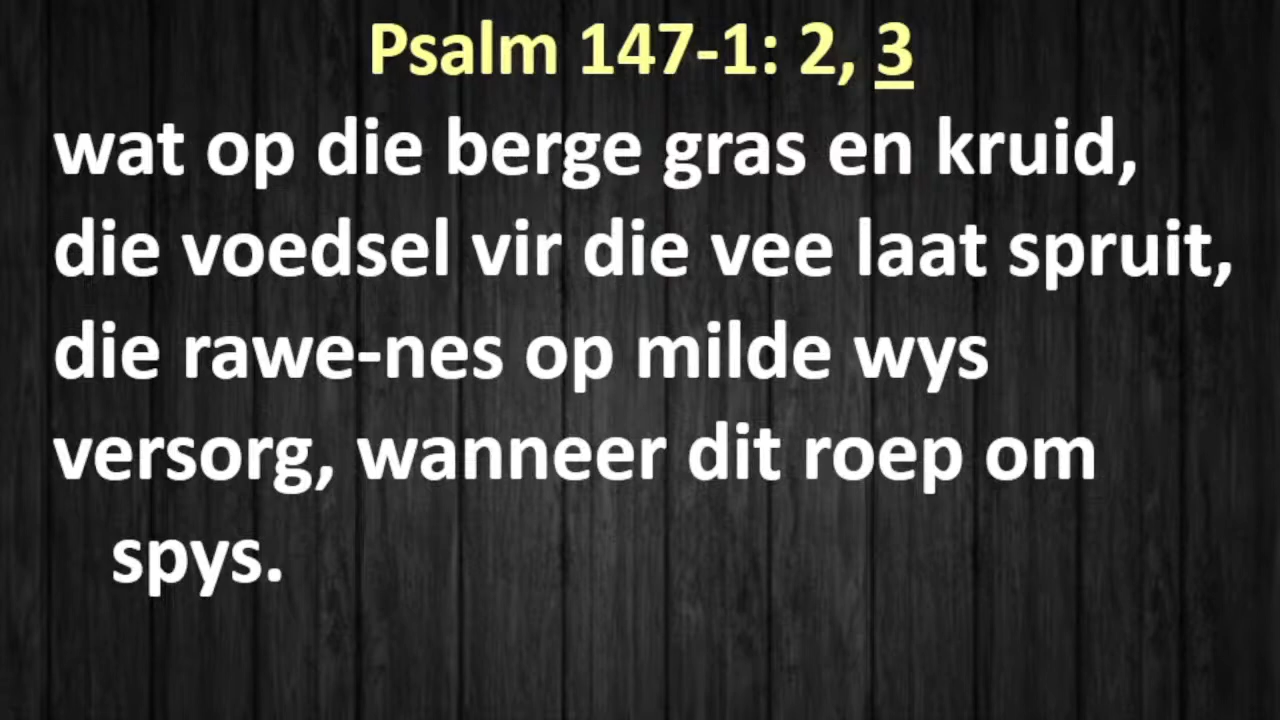 Psalm 147-1: 2, 3
wat op die berge gras en kruid,
die voedsel vir die vee laat spruit,
die rawe-nes op milde wys
versorg, wanneer dit roep om
spys.